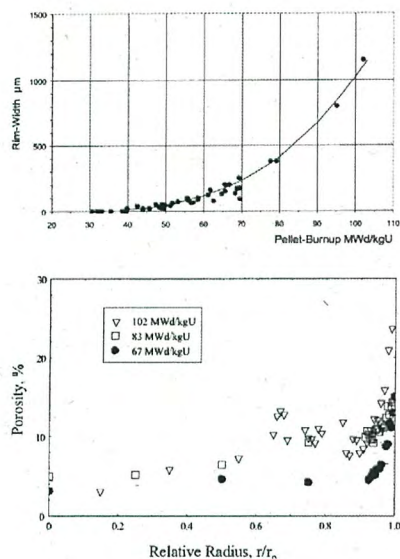 1500
1000
500
0
Rim-Width µm
20 30 40 50 60 70 80 90 100 110
Pellet-Burnup MWd/kgU
30
20
10
0
Porosity, %
▽ 102 MWd/kgU
□ 83 MWd/kgU
● 67 MWd/kgU
0 0.2 0.4 0.6 0.8 1.0
Relative Radius, r/r₀